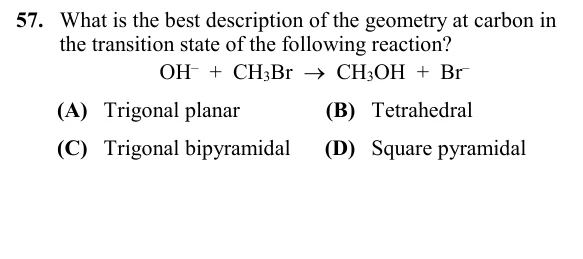 57. What is the best description of the geometry at carbon in
the transition state of the following reaction?
OH⁻ + CH₃Br → CH₃OH + Br⁻
(A) Trigonal planar (B) Tetrahedral
(C) Trigonal bipyramidal (D) Square pyramidal